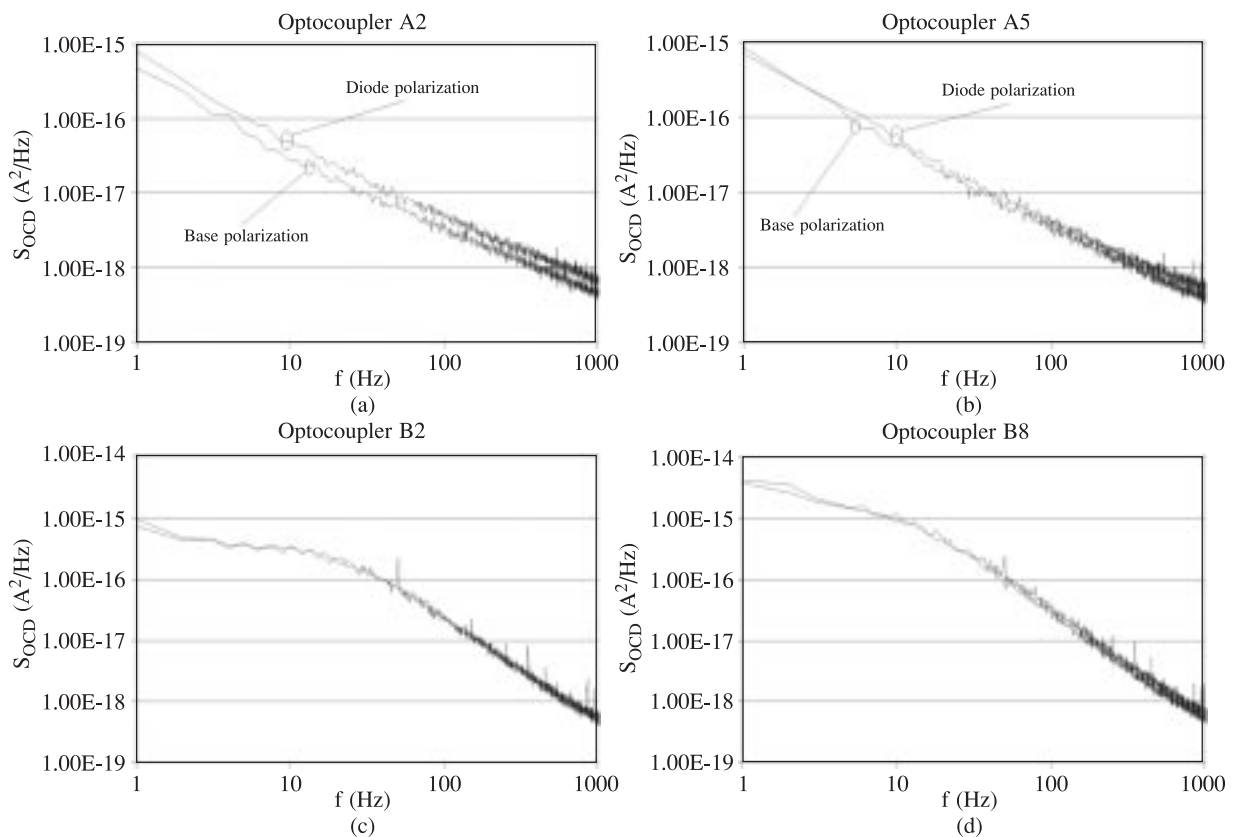 Optocoupler A2
1.00E-15
1.00E-16
1.00E-17
1.00E-18
1.00E-19
S_OCD (A²/Hz)
Diode polarization
Base polarization
1
10
100
1000
f (Hz)
(a)
Optocoupler A5
1.00E-15
1.00E-16
1.00E-17
1.00E-18
1.00E-19
S_OCD (A²/Hz)
Diode polarization
Base polarization
1
10
100
1000
f (Hz)
(b)
Optocoupler B2
1.00E-14
1.00E-15
1.00E-16
1.00E-17
1.00E-18
1.00E-19
S_OCD (A²/Hz)
1
10
100
1000
f (Hz)
(c)
Optocoupler B8
1.00E-14
1.00E-15
1.00E-16
1.00E-17
1.00E-18
1.00E-19
S_OCD (A²/Hz)
1
10
100
1000
f (Hz)
(d)